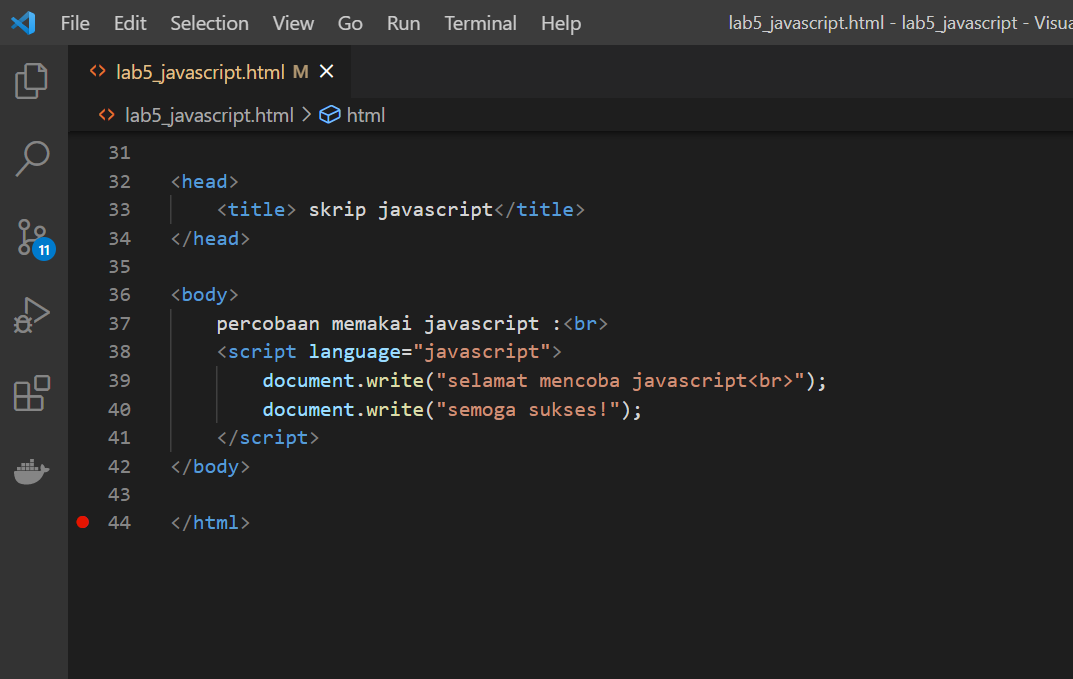 File Edit Selection View Go Run Terminal Help lab5_javascript.html - lab5_javascript - Visua
<> lab5_javascript.html M ×
<> lab5_javascript.html > html
31
32 <head>
33 <title> skrip javascript</title>
34 </head>
35
36 <body>
37 percobaan memakai javascript :<br>
38 <script language="javascript">
39 document.write("selamat mencoba javascript<br>");
40 document.write("semoga sukses!");
41 </script>
42 </body>
43
44 </html>
11